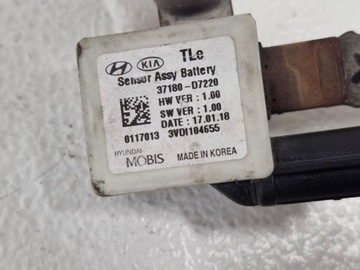 KIA TLe
Sensor Assy Battery
37180-D7220
HW VER : 1.00
SW VER : 1.00
DATE : 17.01.18
0117013 3VDI104655
HYUNDAI
MOBIS MADE IN KOREA